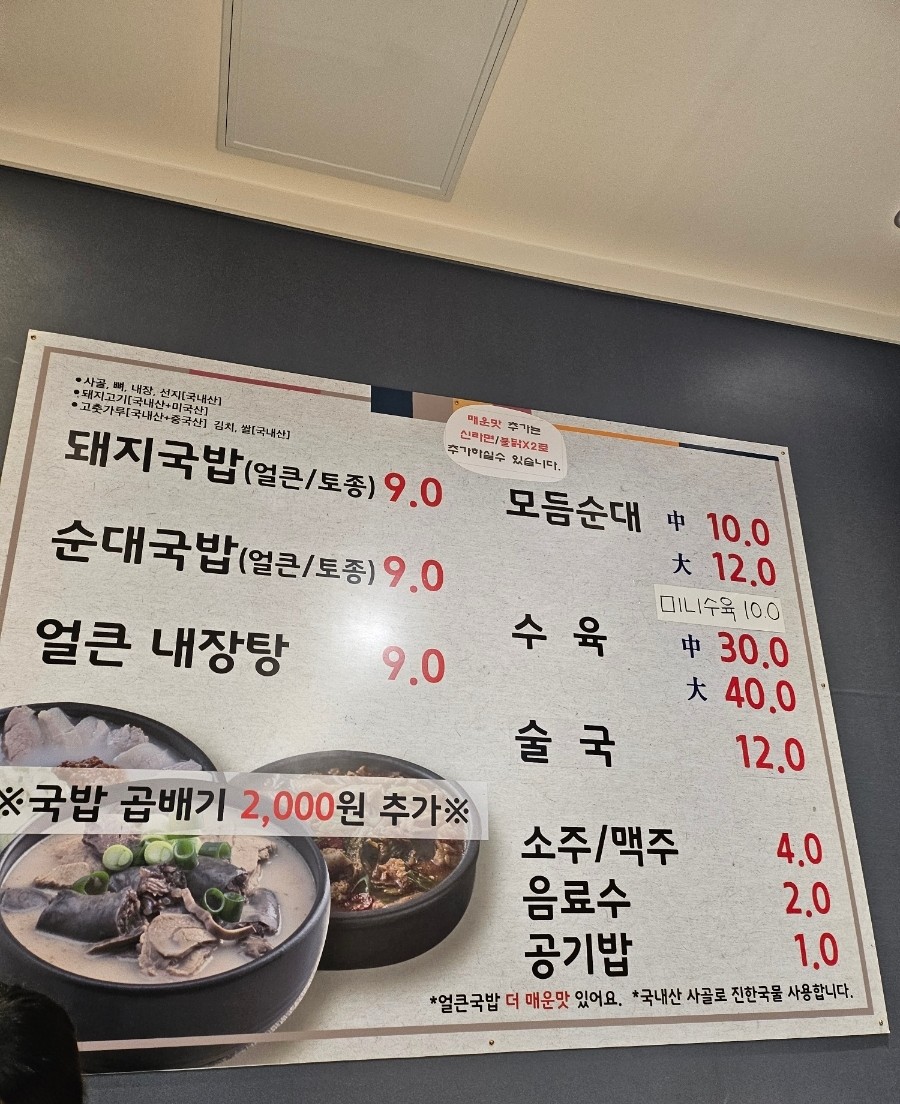 •사골, 뼈, 내장, 선지[국내산]
•돼지고기[국내산+미국산]
•고춧가루[국내산+중국산] 김치, 쌀[국내산]
매운맛 추가는
신라면/불닭X2로
추가하실수 있습니다.
돼지국밥(얼큰/토종) 9.0
순대국밥(얼큰/토종) 9.0
얼큰 내장탕 9.0
※국밥 곱배기 2,000원 추가※
모듬순대 中 10.0
大 12.0
미니수육 10.0
수육 中 30.0
大 40.0
술국 12.0
소주/맥주 4.0
음료수 2.0
공기밥 1.0
*얼큰국밥 더 매운맛 있어요. *국내산 사골로 진한국물 사용합니다.